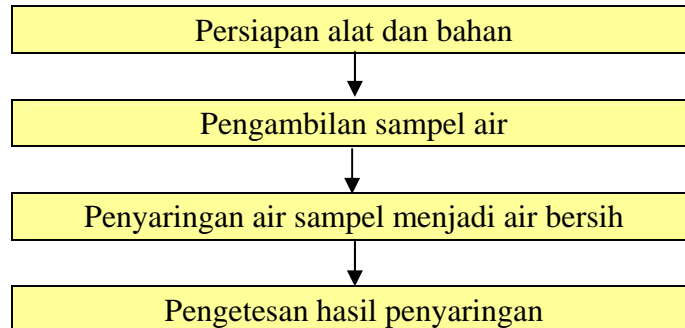 Persiapan alat dan bahan
Pengambilan sampel air
Penyaringan air sampel menjadi air bersih
Pengetesan hasil penyaringan